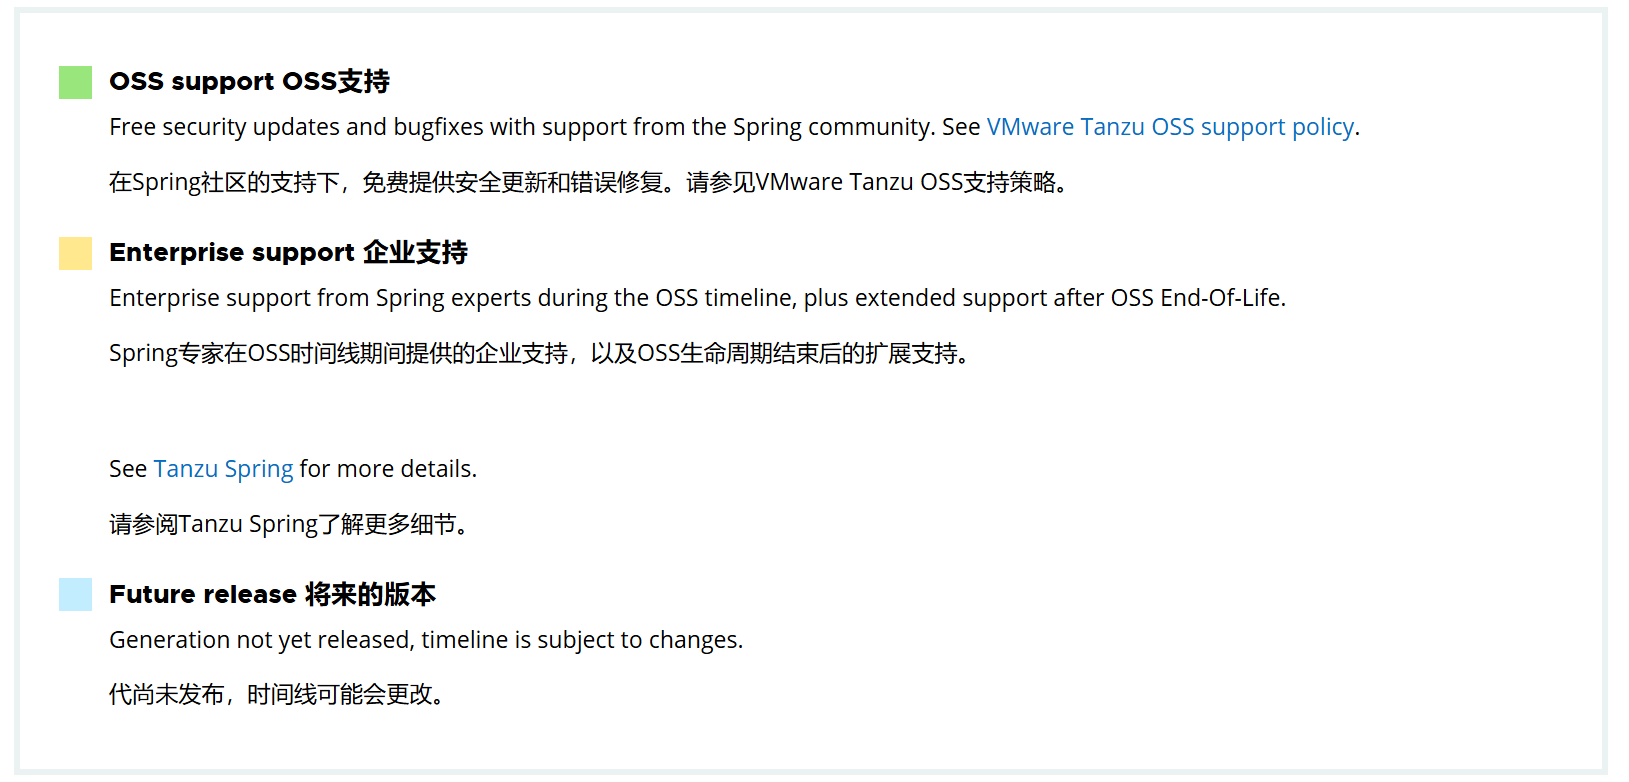 OSS support OSS支持
Free security updates and bugfixes with support from the Spring community. See VMware Tanzu OSS support policy.
在Spring社区的支持下，免费提供安全更新和错误修复。请参见VMware Tanzu OSS支持策略。
Enterprise support 企业支持
Enterprise support from Spring experts during the OSS timeline, plus extended support after OSS End-Of-Life.
Spring专家在OSS时间线期间提供的企业支持，以及OSS生命周期结束后的扩展支持。
See Tanzu Spring for more details.
请参阅Tanzu Spring了解更多细节。
Future release 将来的版本
Generation not yet released, timeline is subject to changes.
代尚未发布，时间线可能会更改。